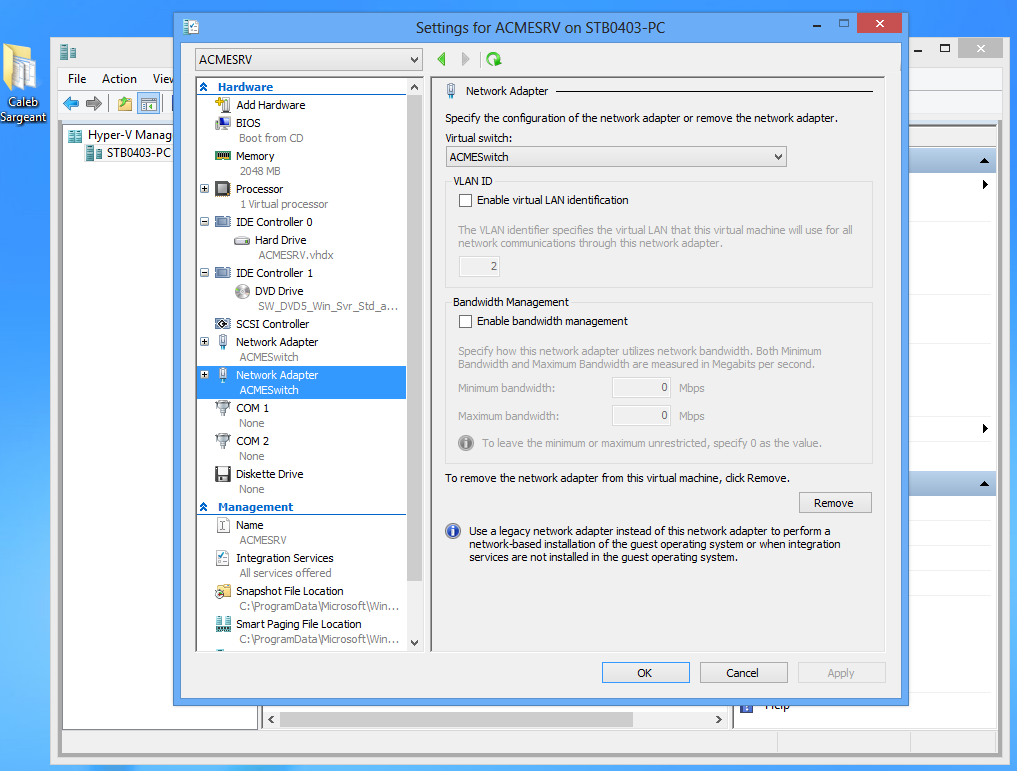 Settings for ACMESRV on STB0403-PC
Caleb
Sargeant
File Action View
Hyper-V Manag
STB0403-PC
ACMESRV
Hardware
Add Hardware
BIOS
Boot from CD
Memory
2048 MB
Processor
1 Virtual processor
IDE Controller 0
Hard Drive
ACMESRV.vhdx
IDE Controller 1
DVD Drive
SW_DVD5_Win_Svr_Std_a...
SCSI Controller
Network Adapter
ACMESwitch
Network Adapter
ACMESwitch
COM 1
None
COM 2
None
Diskette Drive
None
Management
Name
ACMESRV
Integration Services
All services offered
Snapshot File Location
C:\ProgramData\Microsoft\Win...
Smart Paging File Location
C:\ProgramData\Microsoft\Win...
Network Adapter
Specify the configuration of the network adapter or remove the network adapter.
Virtual switch:
ACMESwitch
VLAN ID
Enable virtual LAN identification
The VLAN identifier specifies the virtual LAN that this virtual machine will use for all
network communications through this network adapter.
2
Bandwidth Management
Enable bandwidth management
Specify how this network adapter utilizes network bandwidth. Both Minimum
Bandwidth and Maximum Bandwidth are measured in Megabits per second.
Minimum bandwidth: 0 Mbps
Maximum bandwidth: 0 Mbps
To leave the minimum or maximum unrestricted, specify 0 as the value.
To remove the network adapter from this virtual machine, click Remove.
Remove
Use a legacy network adapter instead of this network adapter to perform a
network-based installation of the guest operating system or when integration
services are not installed in the guest operating system.
OK Cancel Apply
Help